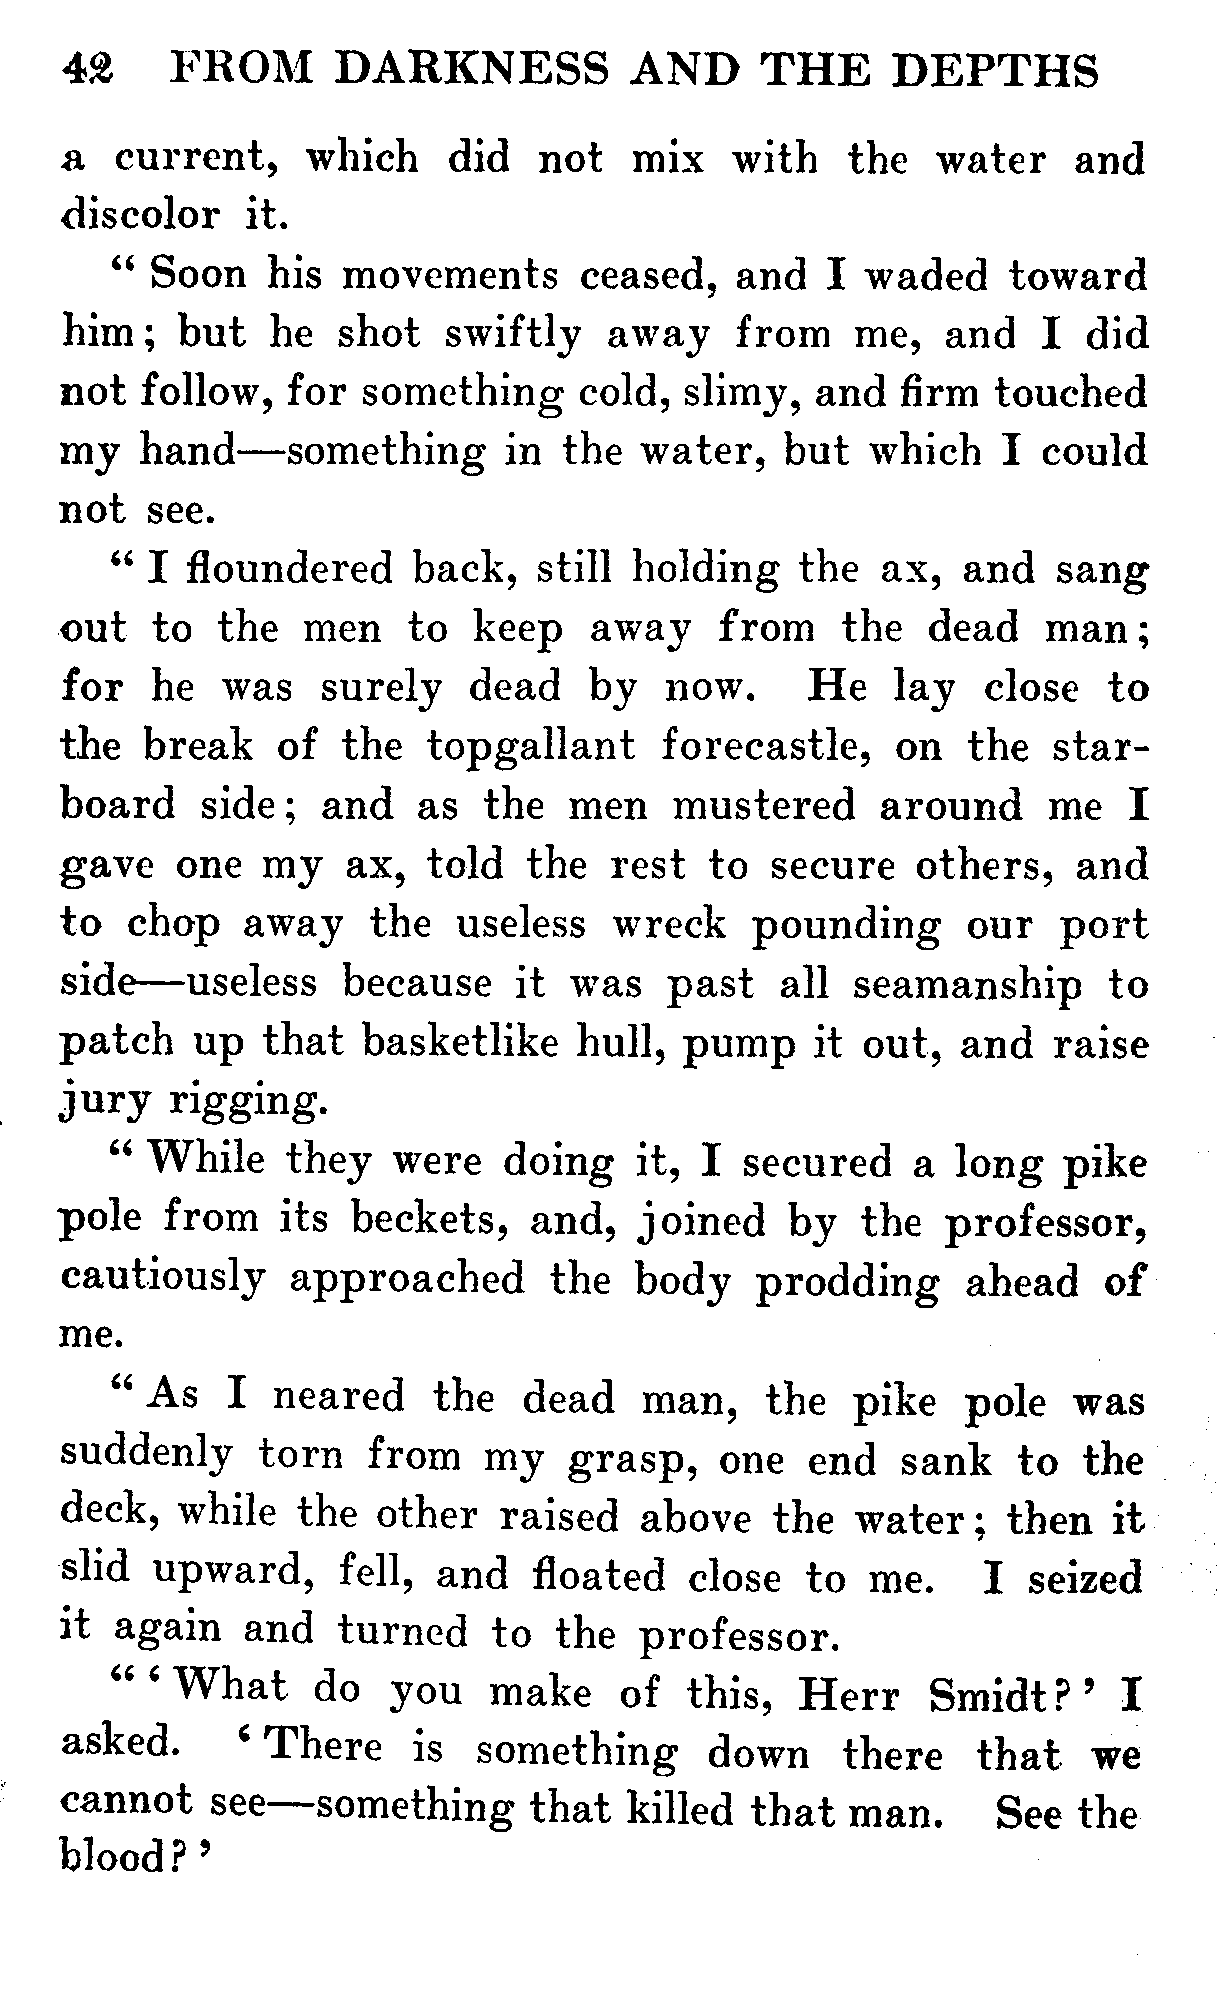 42 FROM DARKNESS AND THE DEPTHS
a current, which did not mix with the water and
discolor it.
" Soon his movements ceased, and I waded toward
him; but he shot swiftly away from me, and I did
not follow, for something cold, slimy, and firm touched
my hand—something in the water, but which I could
not see.
" I floundered back, still holding the ax, and sang
out to the men to keep away from the dead man;
for he was surely dead by now. He lay close to
the break of the topgallant forecastle, on the star-
board side; and as the men mustered around me I
gave one my ax, told the rest to secure others, and
to chop away the useless wreck pounding our port
side—useless because it was past all seamanship to
patch up that basketlike hull, pump it out, and raise
jury rigging.
" While they were doing it, I secured a long pike
pole from its beckets, and, joined by the professor,
cautiously approached the body prodding ahead of
me.
" As I neared the dead man, the pike pole was
suddenly torn from my grasp, one end sank to the
deck, while the other raised above the water; then it
slid upward, fell, and floated close to me. I seized
it again and turned to the professor.
" ' What do you make of this, Herr Smidt? ' I
asked. ' There is something down there that we
cannot see—something that killed that man. See the
blood? '